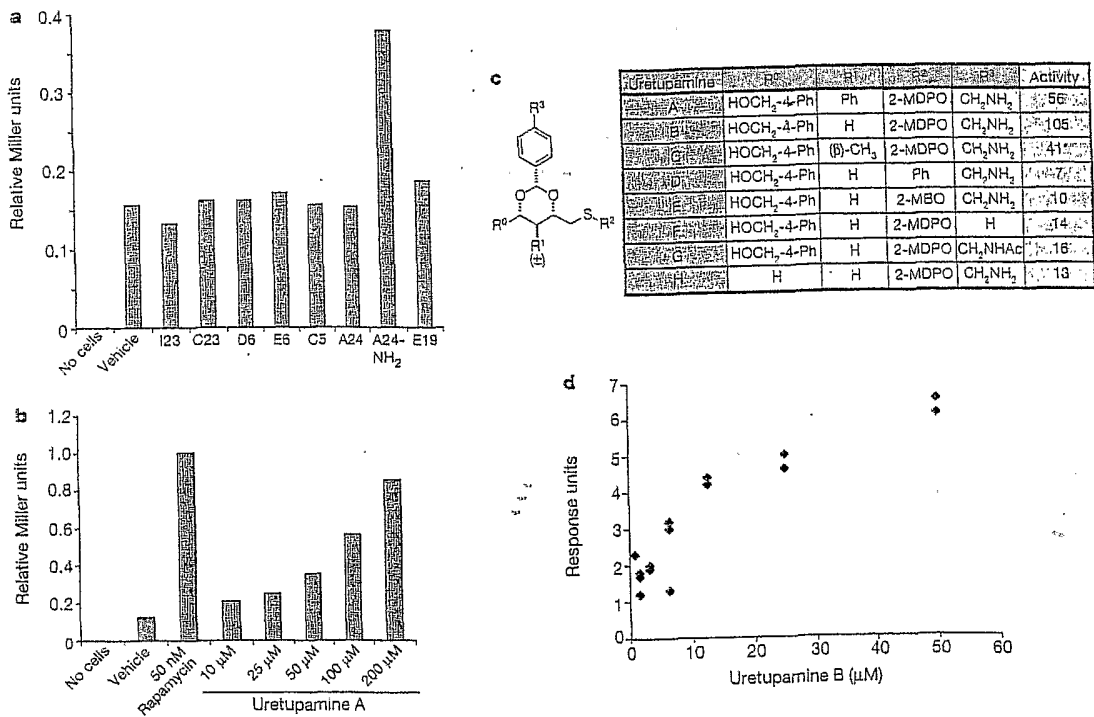 a
Relative Miller units
0.4
0.3
0.2
0.1
0
No cells
Vehicle
I23
C23
D6
E6
C5
A24
A24-
NH2
E19
b
Relative Miller units
1.2
1.0
0.8
0.6
0.4
0.2
0
No cells
Vehicle
50 nM
Rapamycin
10 µM
25 µM
50 µM
100 µM
200 µM
Uretupamine A
c
R3
O O
R0 S R2
R1
(±)
Uretupamine R0 R1 R2 R3 Activity
A HOCH2-4-Ph Ph 2-MDPO CH2NH2 56
B HOCH2-4-Ph H 2-MDPO CH2NH2 105
C HOCH2-4-Ph (β)-CH3 2-MDPO CH2NH2 41
D HOCH2-4-Ph H Ph CH2NH2 7
E HOCH2-4-Ph H 2-MBO CH2NH2 10
F HOCH2-4-Ph H 2-MDPO H 14
G HOCH2-4-Ph H 2-MDPO CH2NHAc 16
H H 2-MDPO CH2NH2 13
d
Response units
7
6
5
4
3
2
1
0
0 10 20 30 40 50 60
Uretupamine B (µM)